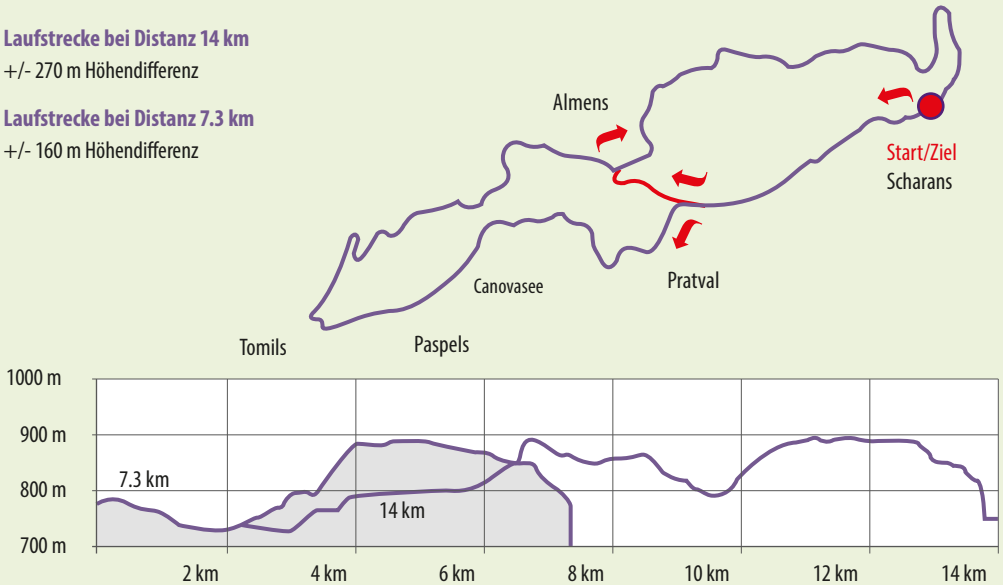 Laufstrecke bei Distanz 14 km
+/- 270 m Höhendifferenz
Laufstrecke bei Distanz 7.3 km
+/- 160 m Höhendifferenz
Almens
Start/Ziel
Scharans
Pratval
Canovasee
Tomils
Paspels
1000 m
900 m
800 m
700 m
7.3 km
14 km
2 km
4 km
6 km
8 km
10 km
12 km
14 km